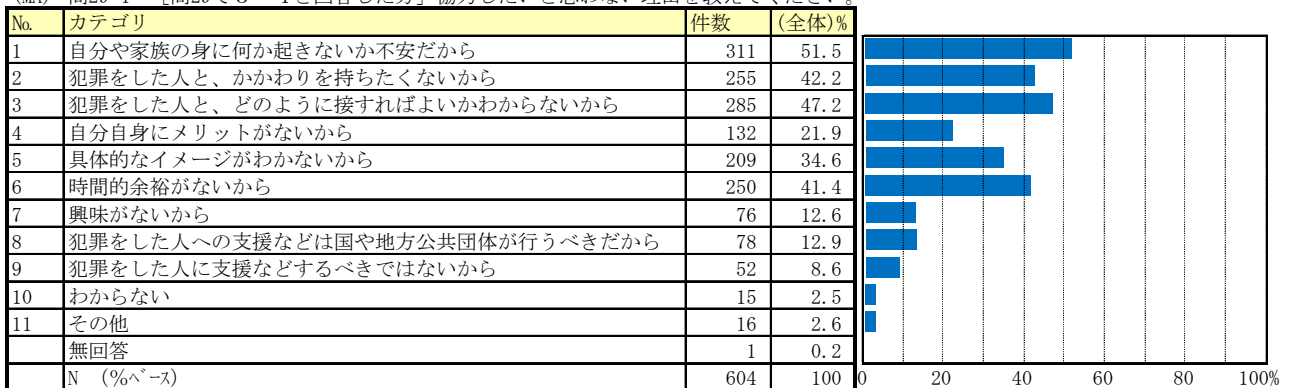 No. カテゴリ 件数 (全体)%
1 自分や家族の身に何か起きないか不安だから 311 51.5
2 犯罪をした人と、かかわりを持ちたくないから 255 42.2
3 犯罪をした人と、どのように接すればよいかわからないから 285 47.2
4 自分自身にメリットがないから 132 21.9
5 具体的なイメージがわかないから 209 34.6
6 時間的余裕がないから 250 41.4
7 興味がないから 76 12.6
8 犯罪をした人への支援などは国や地方公共団体が行うべきだから 78 12.9
9 犯罪をした人に支援などするべきではないから 52 8.6
10 わからない 15 2.5
11 その他 16 2.6
無回答 1 0.2
N (%ﾍﾞｰｽ) 604 100 0 20 40 60 80 100%